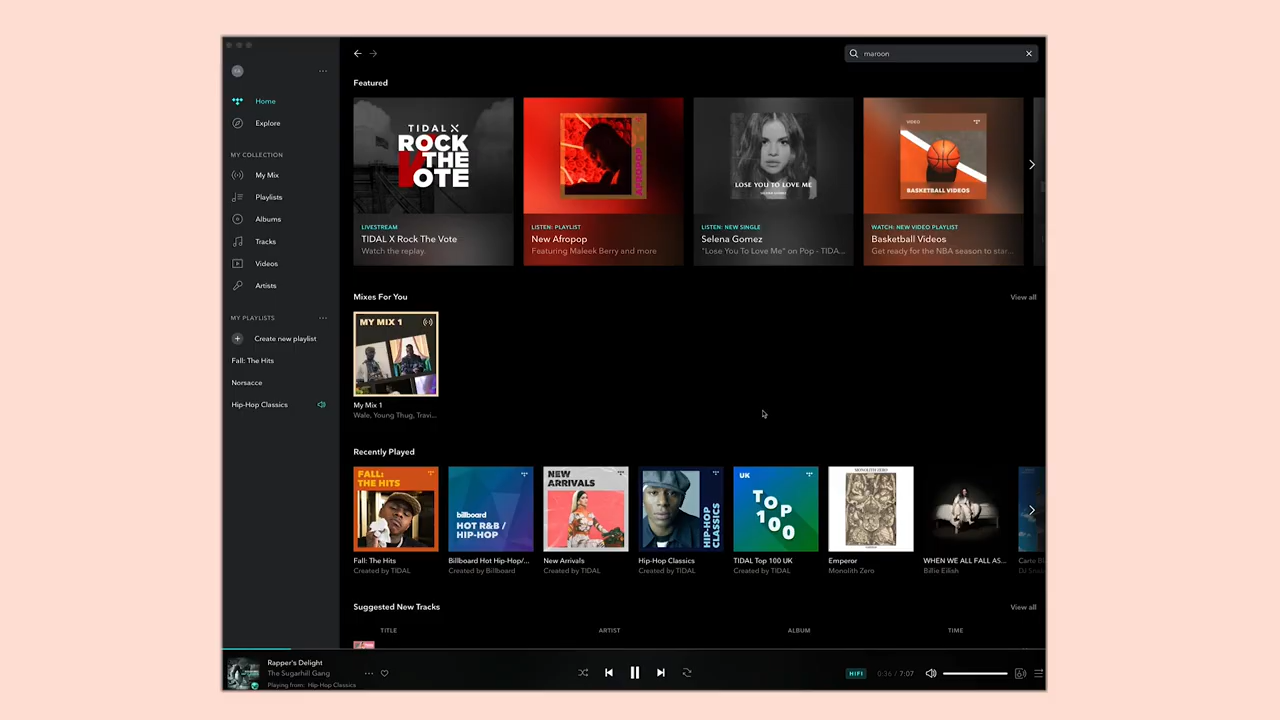 maroon
Home
Explore
MY COLLECTION
My Mix
Playlists
Albums
Tracks
Videos
Artists
MY PLAYLISTS
Create new playlist
Fall: The Hits
Norsacce
Hip-Hop Classics
Featured
TIDAL X
ROCK
THE
VOTE
LIVESTREAM
TIDAL X Rock The Vote
Watch the replay.
AFROPOP
LISTEN: PLAYLIST
New Afropop
Featuring Maleek Berry and more
LOSE YOU TO LOVE ME
LISTEN: NEW SINGLE
Selena Gomez
"Lose You To Love Me" on Pop - TIDA...
VIDEO
BASKETBALL VIDEOS
WATCH: NEW VIDEO PLAYLIST
Basketball Videos
Get ready for the NBA season to star...
Mixes For You
View all
MY MIX 1
My Mix 1
Wale, Young Thug, Travi...
Recently Played
FALL:
THE HITS
Fall: The Hits
Created by TIDAL
billboard
HOT R&B /
HIP-HOP
Billboard Hot Hip-Hop/...
Created by Billboard
NEW
ARRIVALS
New Arrivals
Created by TIDAL
HIP-HOP
CLASSICS
Hip-Hop Classics
Created by TIDAL
UK
TOP
100
TIDAL Top 100 UK
Created by TIDAL
MONOLITH ZERO
Emperor
Monolith Zero
WHEN WE ALL FALL AS...
Billie Eilish
Carte B
DJ Sna
Suggested New Tracks
View all
TITLE
ARTIST
ALBUM
TIME
Rapper's Delight
The Sugarhill Gang
Playing from: Hip-Hop Classics
HIFI
0:36 / 7:07